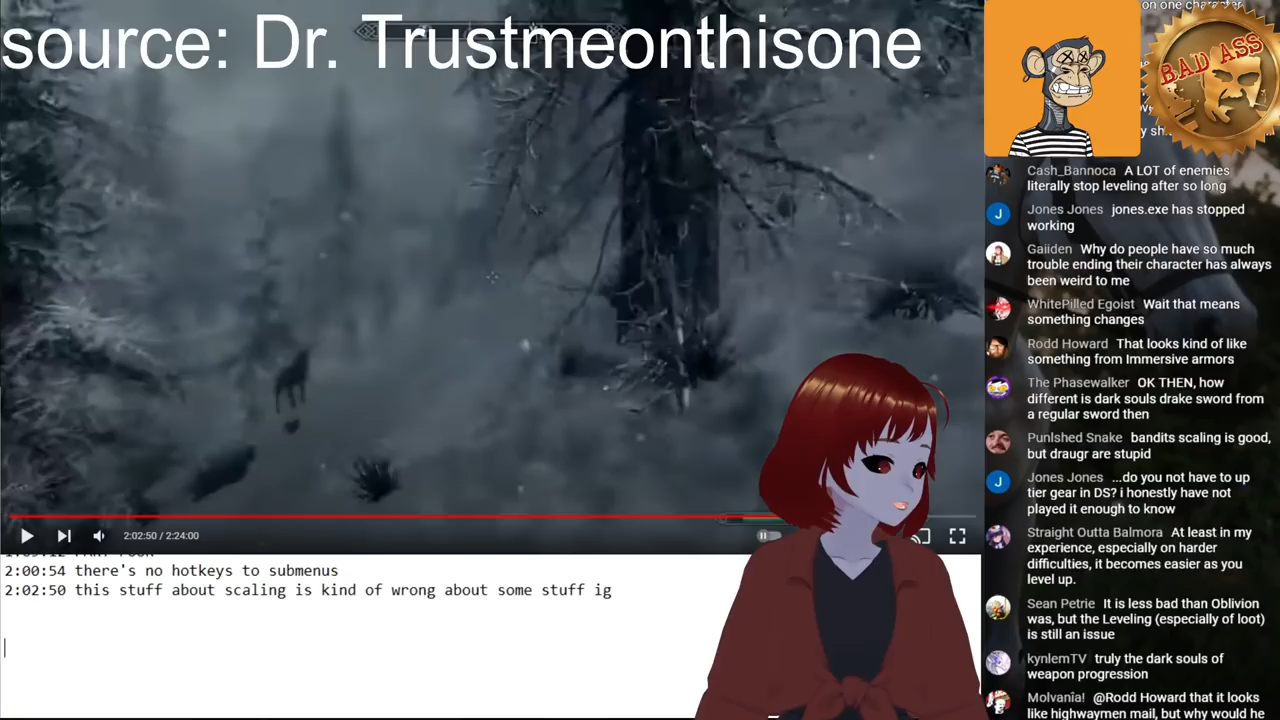 source: Dr. Trustmeonthisone
on one character
BAD ASS
Cash_Bannoca A LOT of enemies
literally stop leveling after so long
Jones Jones jones.exe has stopped
working
Gaiiden Why do people have so much
trouble ending their character has always
been weird to me
WhitePilled Egoist Wait that means
something changes
Rodd Howard That looks kind of like
something from Immersive armors
The Phasewalker OK THEN, how
different is dark souls drake sword from
a regular sword then
Punlshed Snake bandits scaling is good,
but draugr are stupid
Jones Jones ...do you not have to up
tier gear in DS? i honestly have not
played it enough to know
Straight Outta Balmora At least in my
experience, especially on harder
difficulties, it becomes easier as you
level up.
Sean Petrie It is less bad than Oblivion
was, but the Leveling (especially of loot)
is still an issue
kynlemTV truly the dark souls of
weapon progression
Molvanîa! @Rodd Howard that it looks
like highwaymen mail, but why would he
2:02:50 / 2:24:00
2:00:54 there's no hotkeys to submenus
2:02:50 this stuff about scaling is kind of wrong about some stuff ig